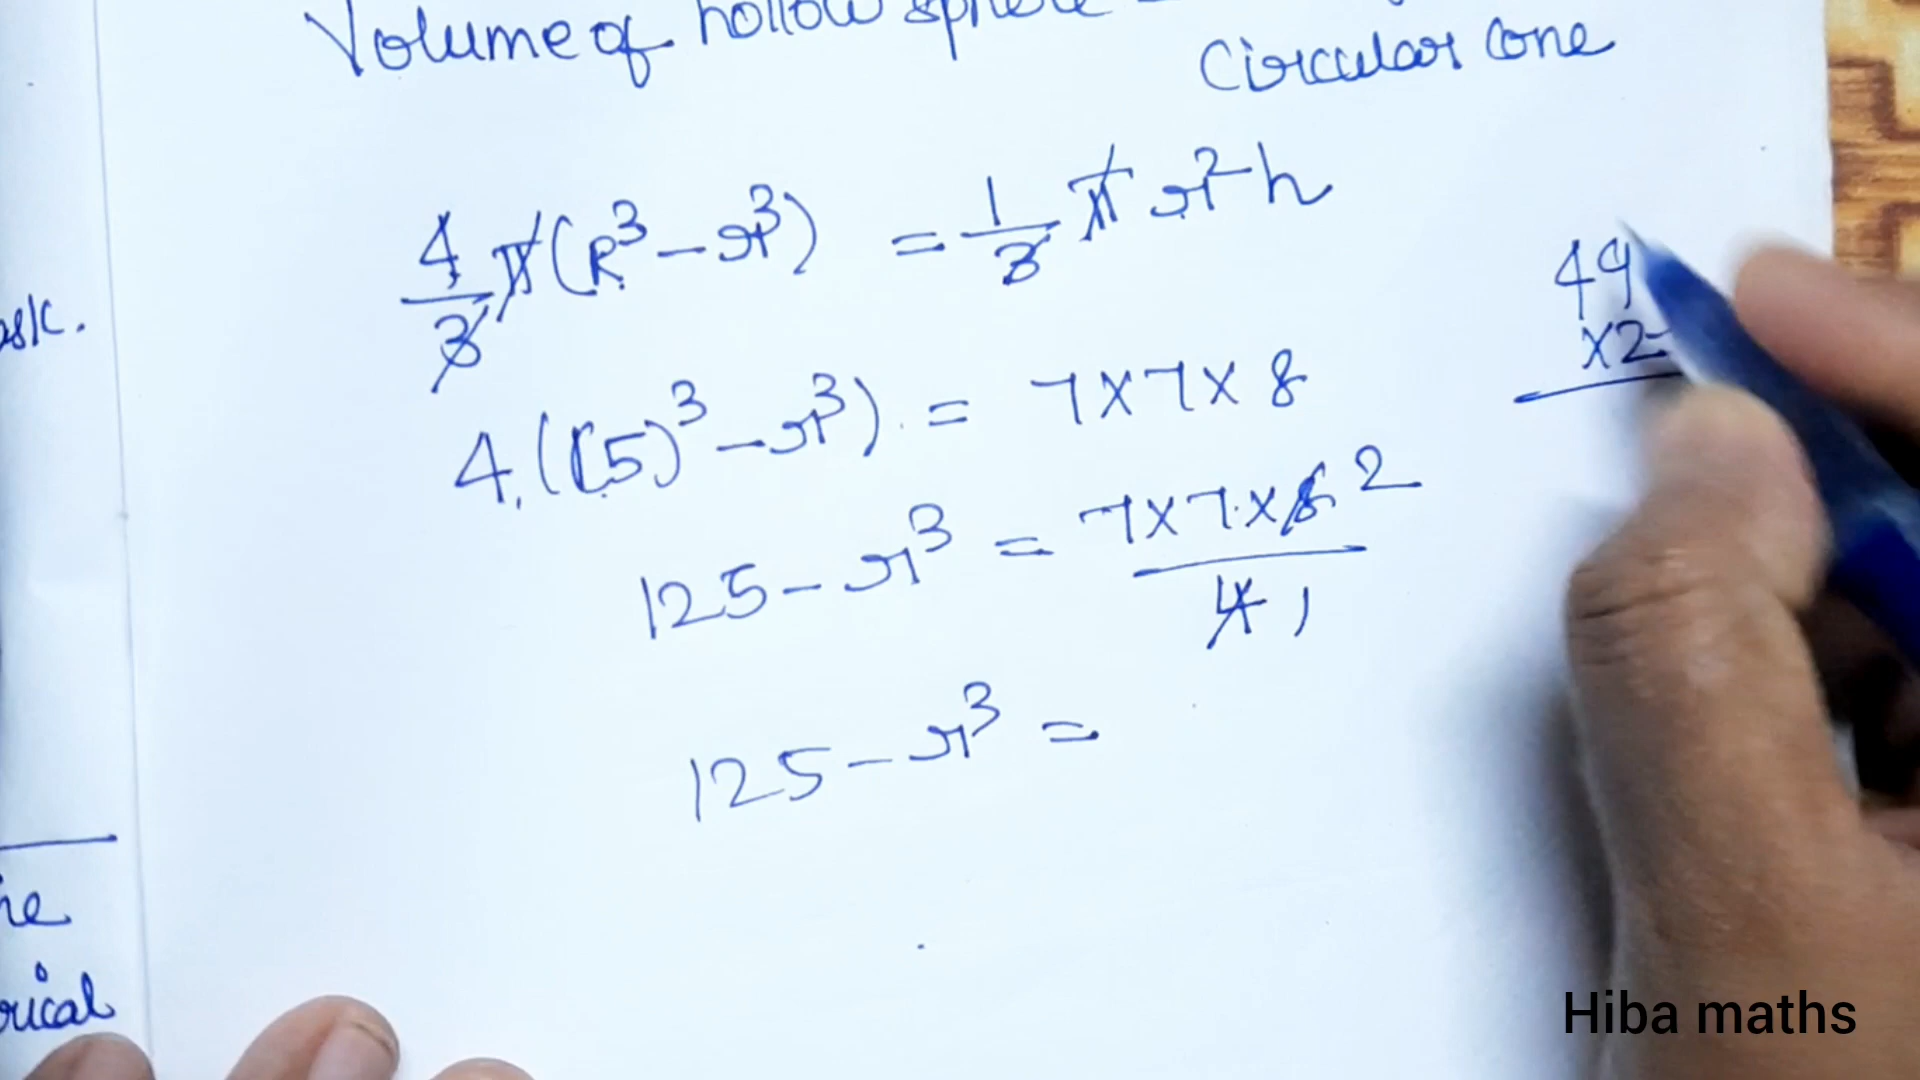 Volume of hollow sphere
Circular cone
4/3 π(R³ - r³) = 1/3 π r² h
4((5)³ - r³) = 7×7×8
125 - r³ = 7×7×8 2 / 4 1
125 - r³ =
49
×2
Hiba maths